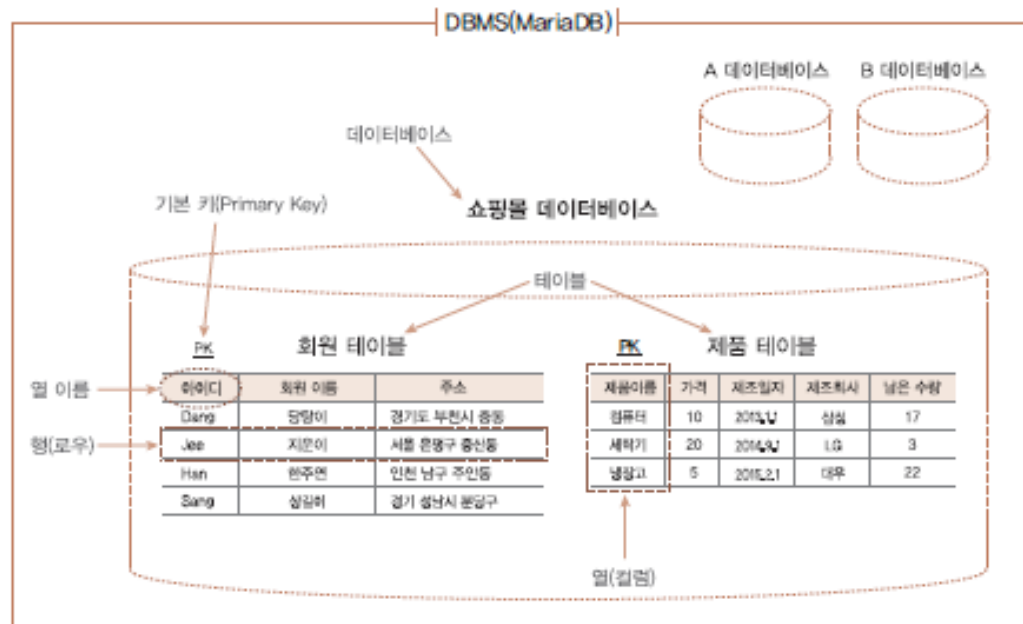 DBMS(MariaDB)
A 데이터베이스 B 데이터베이스
데이터베이스
기본 키(Primary Key)
쇼핑몰 데이터베이스
테이블
PK 회원 테이블
PK 제품 테이블
열 이름
아이디 회원 이름 주소
Dang 당탕이 경기도 부천시 중동
행(로우)
Jee 지운이 서울 은평구 증산동
Han 한주연 인천 남구 주안동
Sang 상길이 경기 성남시 분당구
제품이름 가격 제조일자 제조회사 남은 수량
컴퓨터 10 삼성 17
세탁기 20 LG 3
냉장고 5 2015.2.1 대우 22
열(컬럼)